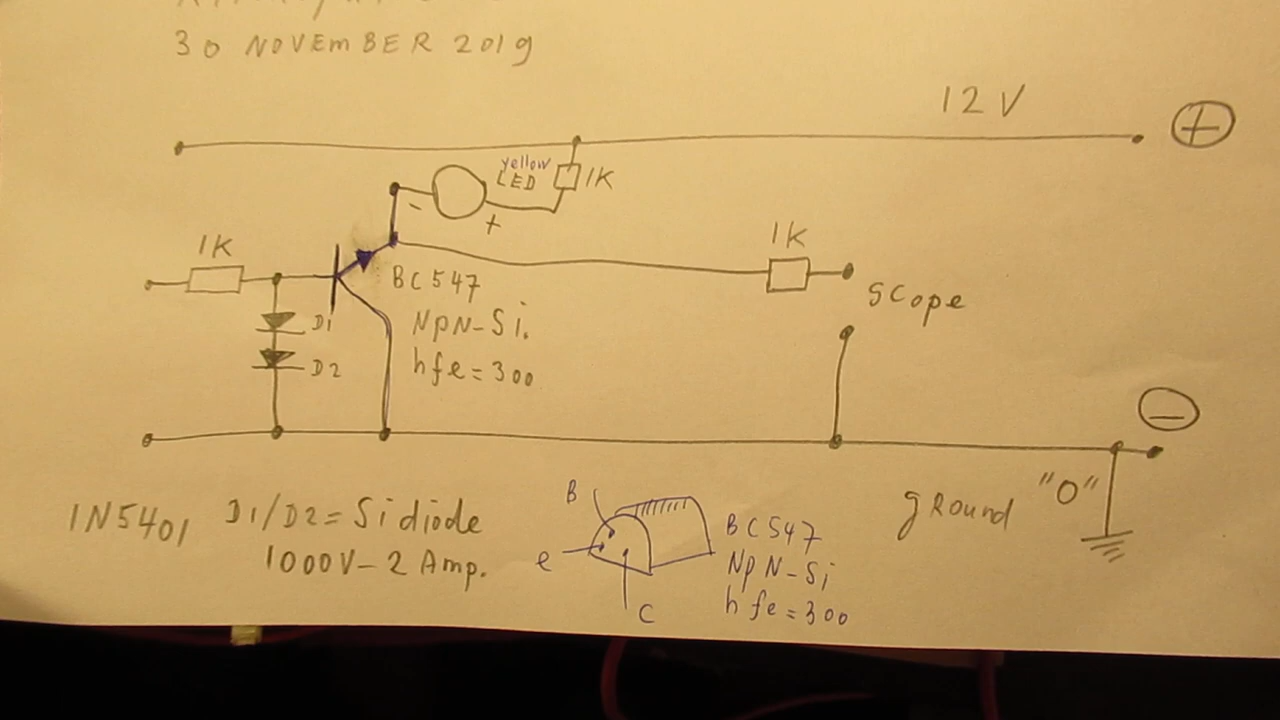 30 NOVEMBER 2019
12V
+
yellow
LED
1K
-
+
1K
1K
BC547
NPN-Si.
hfe=300
Scope
D1
D2
-
"0"
gRound
1N5401
D1/D2=Si diode
1000V-2 Amp.
B
e
C
BC547
NPN-Si
hfe=300